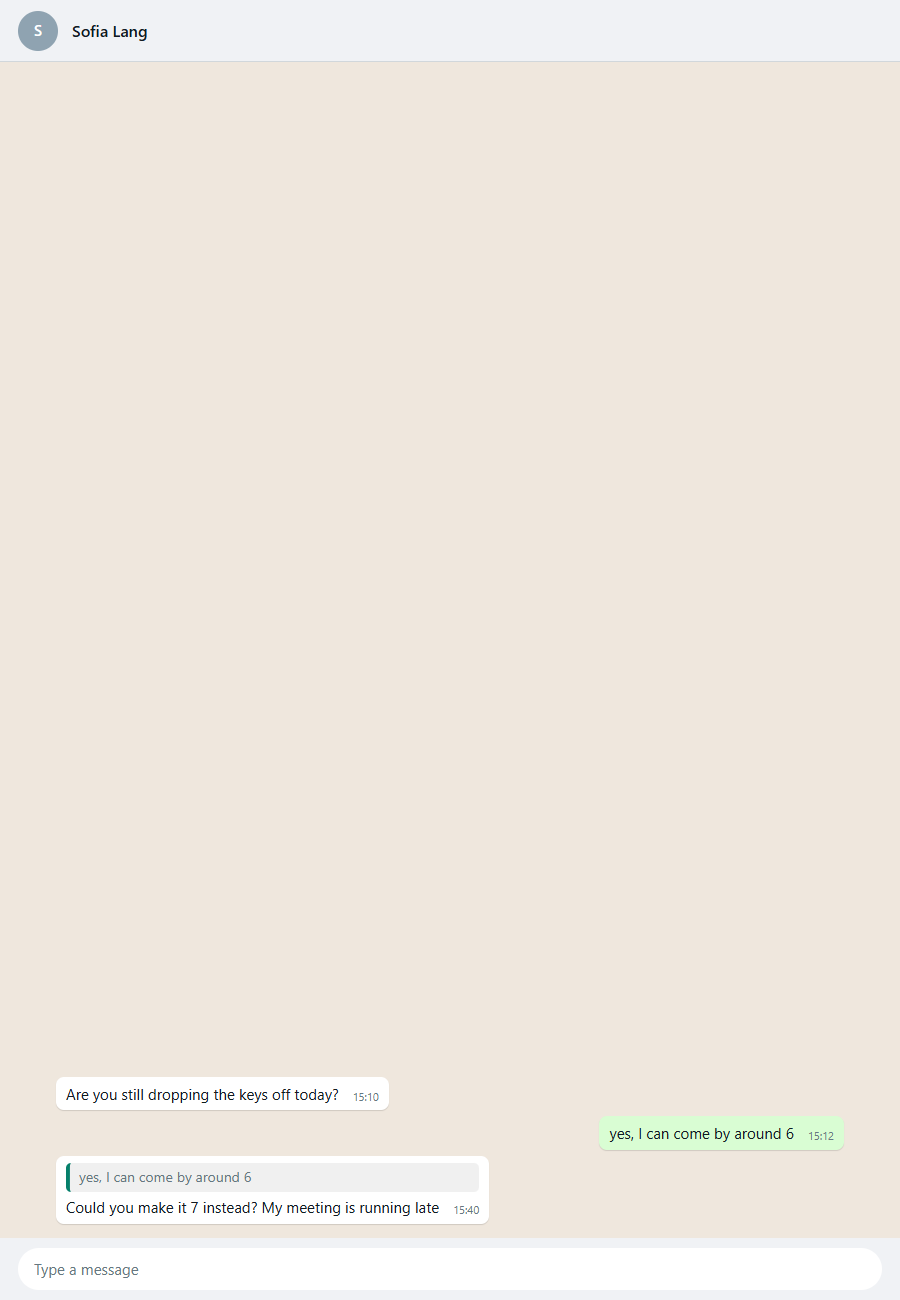 S
Sofia Lang
Are you still dropping the keys off today? 15:10
yes, I can come by around 6 15:12
yes, I can come by around 6
Could you make it 7 instead? My meeting is running late 15:40
Type a message